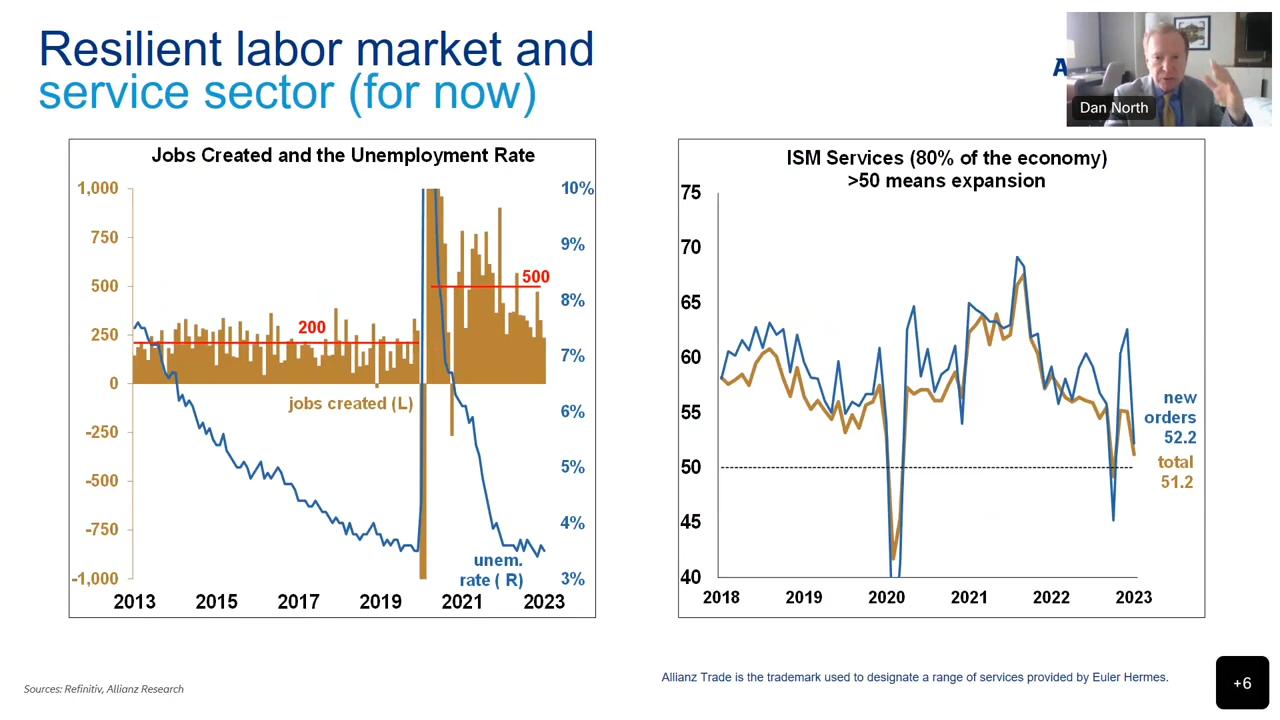 Resilient labor market and
service sector (for now)
A
Dan North
Jobs Created and the Unemployment Rate
1,000
750
500
250
0
-250
-500
-750
-1,000
10%
9%
8%
7%
6%
5%
4%
3%
200
500
jobs created (L)
unem.
rate ( R)
2013 2015 2017 2019 2021 2023
ISM Services (80% of the economy)
>50 means expansion
75
70
65
60
55
50
45
40
new
orders
52.2
total
51.2
2018 2019 2020 2021 2022 2023
Sources: Refinitiv, Allianz Research
Allianz Trade is the trademark used to designate a range of services provided by Euler Hermes.
+6